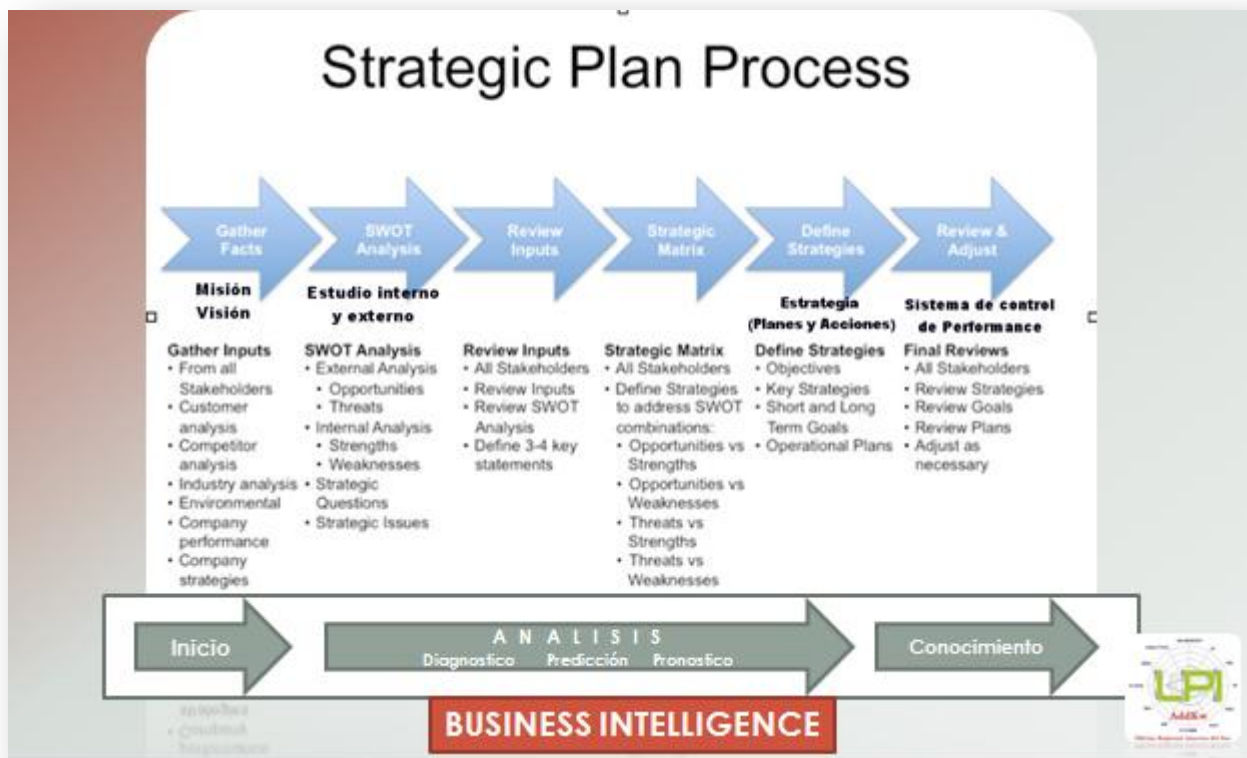 Strategic Plan Process
Gather
Facts
SWOT
Analysis
Review
Inputs
Strategic
Matrix
Define
Strategies
Review &
Adjust
Misión
Visión
Estudio interno
y externo
Estrategia
(Planes y Acciones)
Sistema de control
de Performance
Gather Inputs
• From all
Stakeholders
• Customer
analysis
• Competitor
analysis
• Industry analysis
• Environmental
• Company
performance
• Company
strategies
SWOT Analysis
• External Analysis
• Opportunities
• Threats
• Internal Analysis
• Strengths
• Weaknesses
• Strategic
Questions
• Strategic Issues
Review Inputs
• All Stakeholders
• Review Inputs
• Review SWOT
Analysis
• Define 3-4 key
statements
Strategic Matrix
• All Stakeholders
• Define Strategies
to address SWOT
combinations:
• Opportunities vs
Strengths
• Opportunities vs
Weaknesses
• Threats vs
Strengths
• Threats vs
Weaknesses
Define Strategies
• Objectives
• Key Strategies
• Short and Long
Term Goals
• Operational Plans
Final Reviews
• All Stakeholders
• Review Strategies
• Review Goals
• Review Plans
• Adjust as
necessary
Inicio
A N A L I S I S
Diagnostico Predicción Pronostico
Conocimiento
BUSINESS INTELLIGENCE
LPI